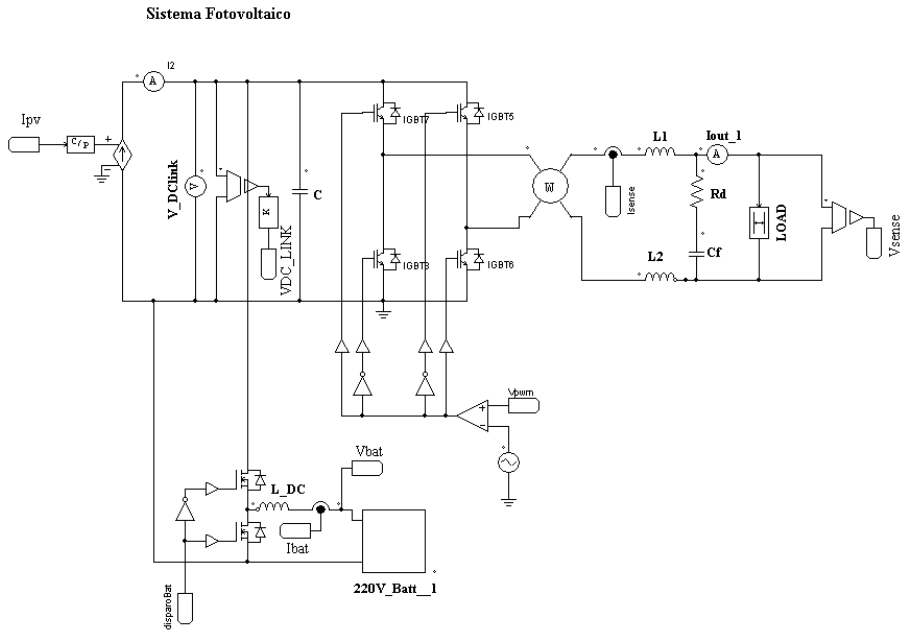 Sistema Fotovoltaico
I2
A
Ipv
C/P
V_DClink
V
K
VDC_LINK
C
IGBT7
IGBT5
IGBT8
IGBT6
W
Isense
L1
Iout_1
A
Rd
Cf
L2
LOAD
H
Vsense
Vpwm
Vbat
L_DC
Ibat
220V_Batt__1
disparoBat